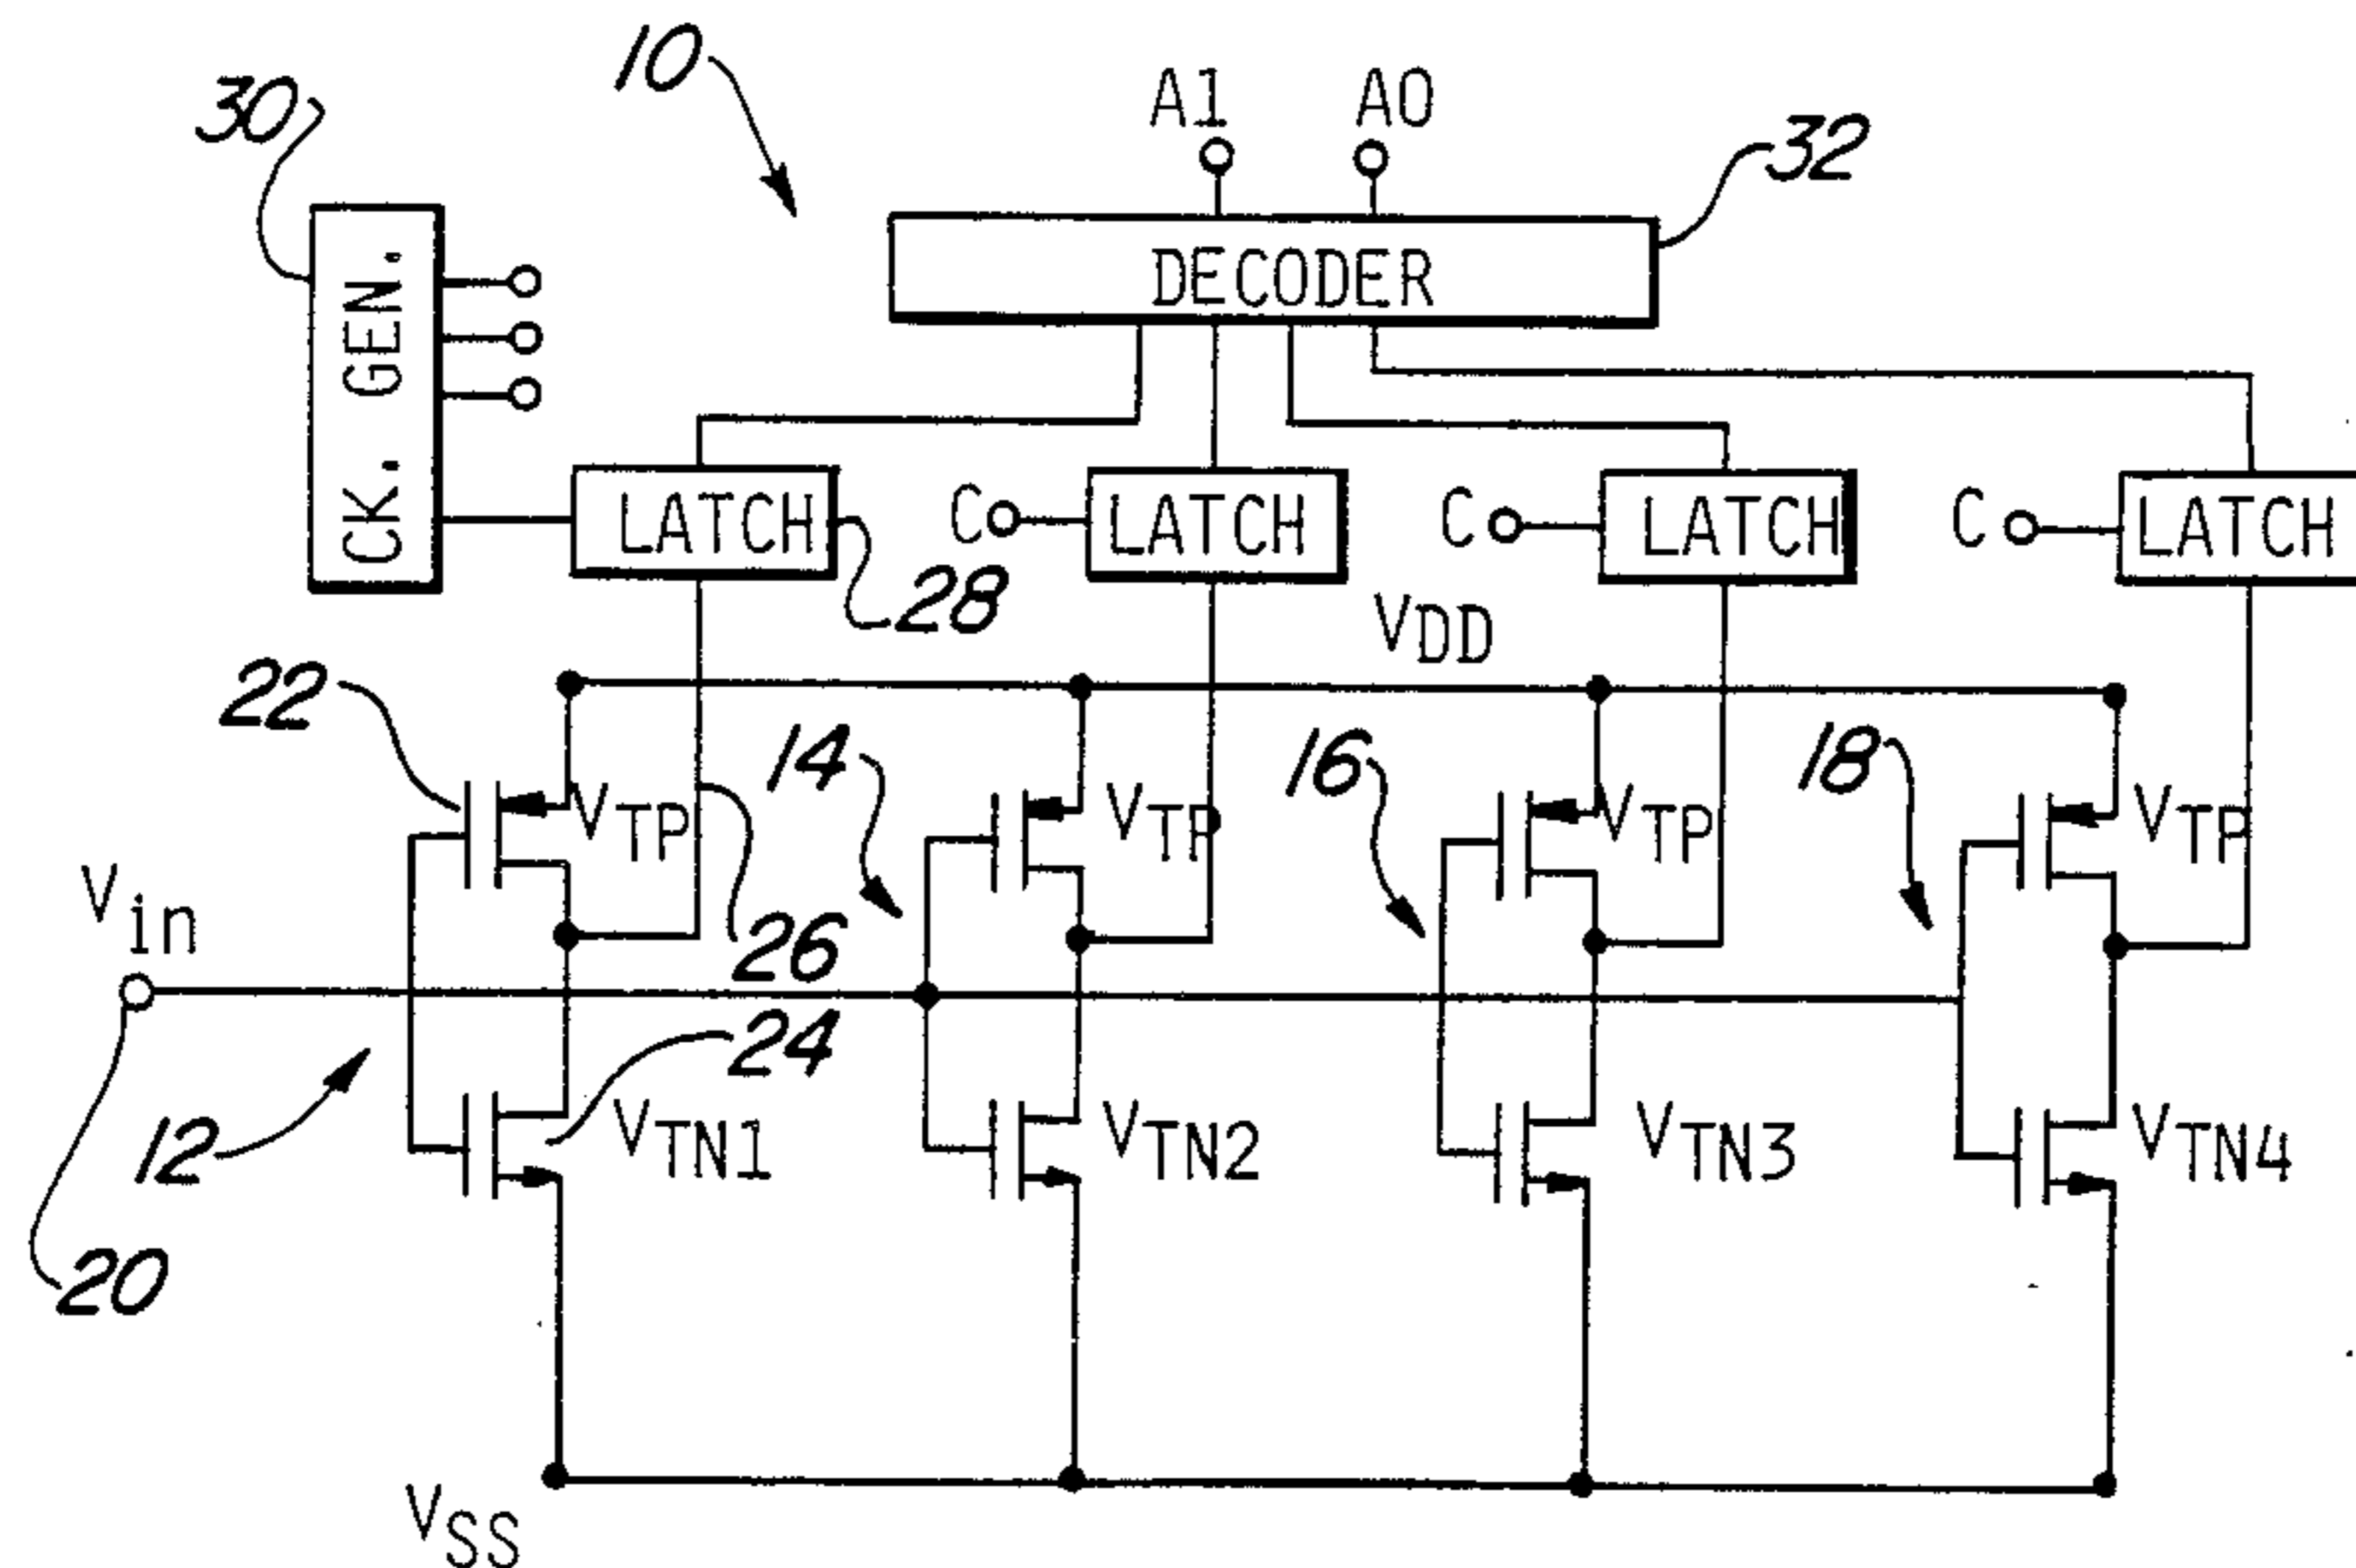 10
A1
A0
30
32
DECODER
CK. GEN.
LATCH
C
LATCH
C
LATCH
C
LATCH
28
VDD
22
14
16
18
VTP
VTP
VTP
VTP
Vin
26
24
12
VTN1
VTN2
VTN3
VTN4
20
VSS